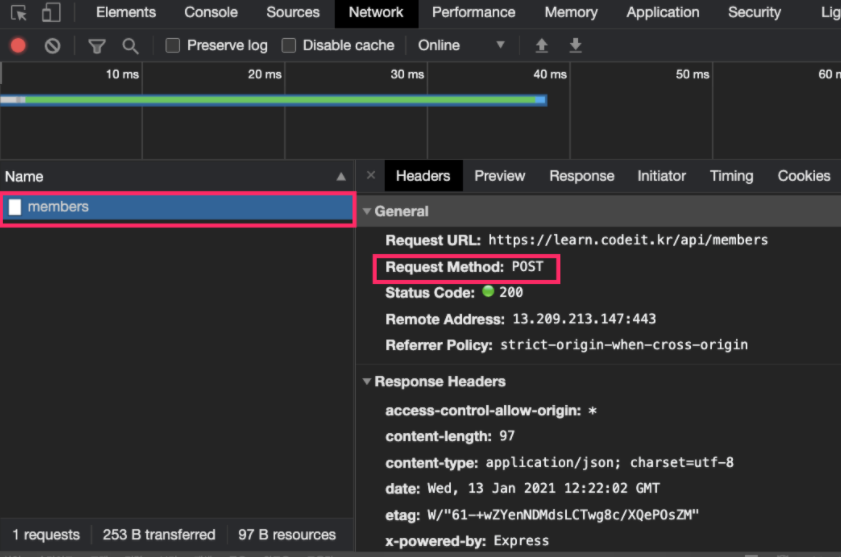 Elements Console Sources Network Performance Memory Application Security Lig
Preserve log Disable cache Online
10 ms 20 ms 30 ms 40 ms 50 ms 60 m
Name
Headers Preview Response Initiator Timing Cookies
members
General
Request URL: https://learn.codeit.kr/api/members
Request Method: POST
Status Code: 200
Remote Address: 13.209.213.147:443
Referrer Policy: strict-origin-when-cross-origin
Response Headers
access-control-allow-origin: *
content-length: 97
content-type: application/json; charset=utf-8
date: Wed, 13 Jan 2021 12:22:02 GMT
etag: W/"61-+wZYenNDMdsLCTwg8c/XQePOsZM"
x-powered-by: Express
1 requests 253 B transferred 97 B resources